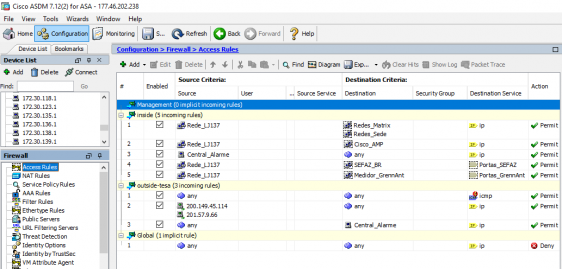 Cisco ASDM 7.12(2) for ASA - 177.46.202.238
File View Tools Wizards Window Help
Home Configuration Monitoring S... Refresh Back Forward ? Help
Device List Bookmarks
Device List
Add Delete Connect
Find: Go
172.30.118.1
172.30.123.1
172.30.135.1
172.30.136.1
172.30.138.1
172.30.139.1
Firewall
Access Rules
NAT Rules
Service Policy Rules
AAA Rules
Filter Rules
Ethertype Rules
Public Servers
URL Filtering Servers
Threat Detection
Identity Options
Identity by TrustSec
VM Attribute Agent
Configuration > Firewall > Access Rules
Add Edit Delete Find Diagram Exp... Clear Hits Show Log Packet Trace
# Enabled Source Criteria: Destination Criteria: Action
Source User ... Source Service Destination Security Group Destination Service
Management (0 implicit incoming rules)
inside (5 incoming rules)
1 Rede_LJ137 Redes_Matriz ip Permit
Redes_Sede
2 Rede_LJ137 Cisco_AMP ip Permit
3 Central_Alarme any ip Permit
4 Rede_LJ137 SEFAZ_BR Portas_SEFAZ Permit
5 Rede_LJ137 Medidor_GrennAnt Portas_GrennAnt Permit
outside-tesa (3 incoming rules)
1 any any icmp Permit
2 200.149.45.114 any ip Permit
201.57.9.66
3 any Central_Alarme ip Permit
Global (1 implicit rule)
1 any any ip Deny